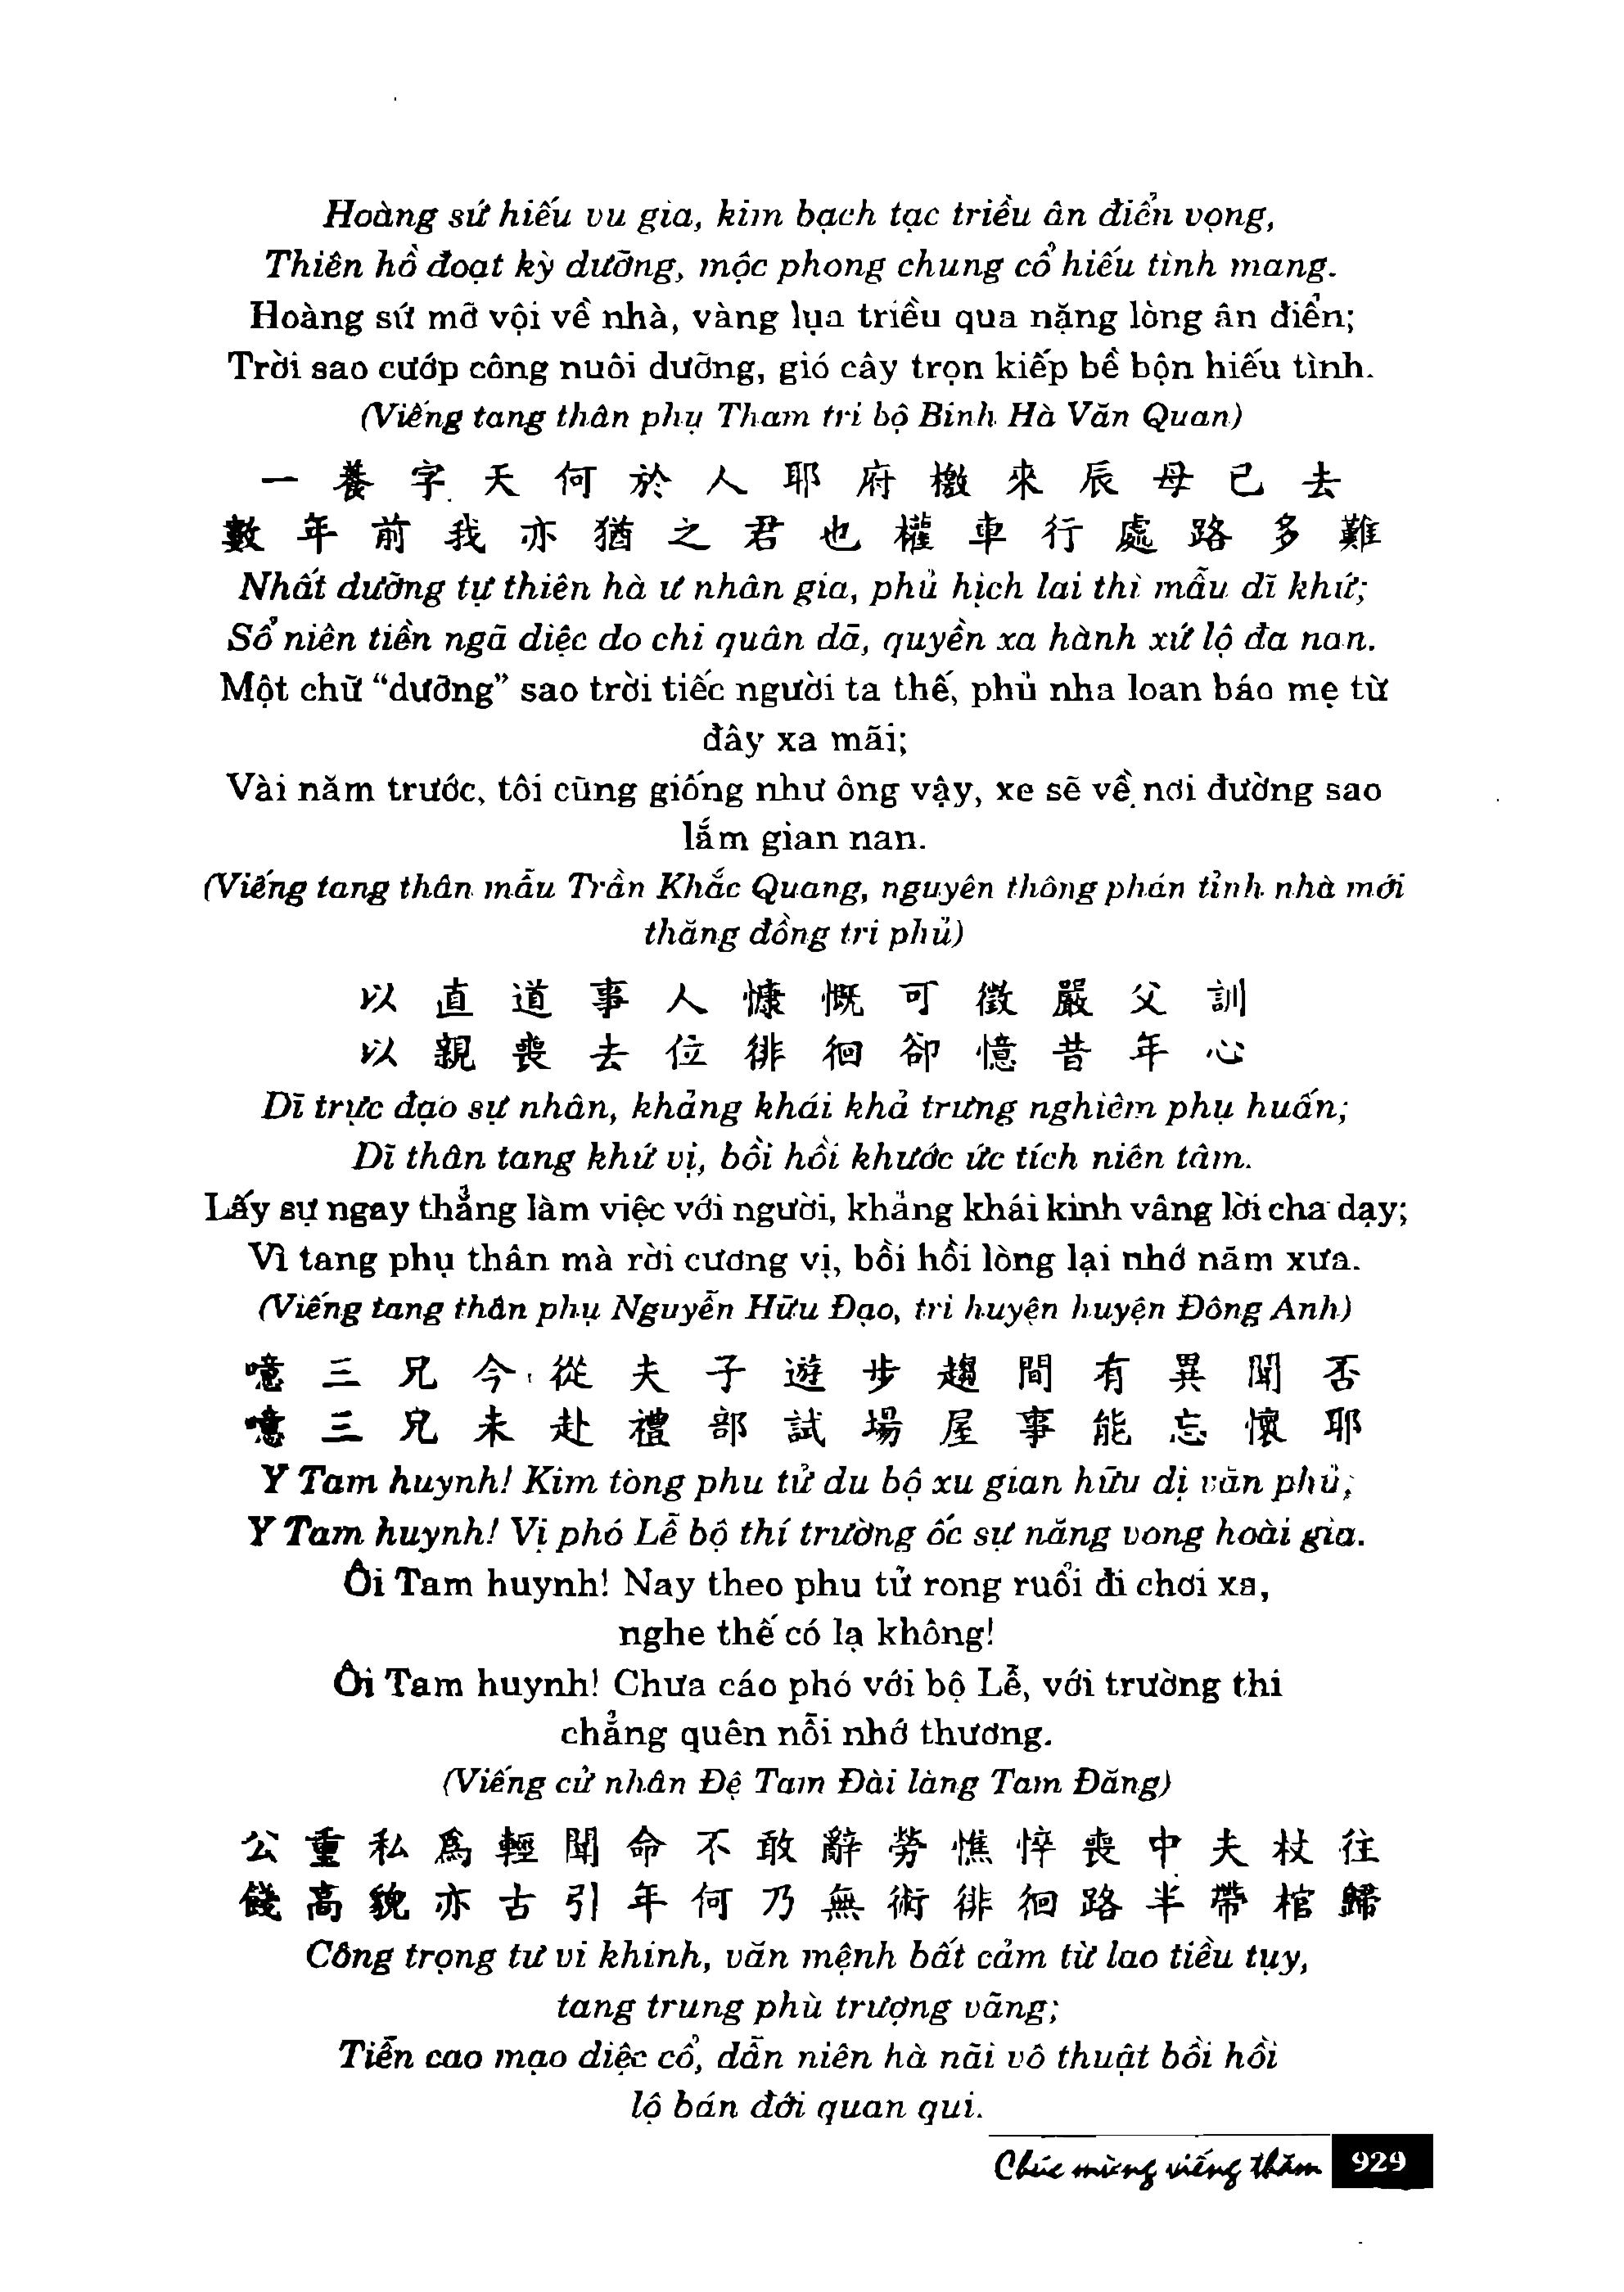 Hoàng sứ hiếu vu gia, kim bạch tạc triều ân điển vọng,
Thiên hồ đoạt kỳ dưỡng, mộc phong chung cổ hiếu tình mang.
Hoàng sứ mở vội về nhà, vàng lụa triều qua nặng lòng ân điển;
Trời sao cướp công nuôi dưỡng, gió cây trọn kiếp bề bộn hiếu tình.
(Viếng tang thân phụ Tham tri bộ Binh Hà Văn Quan)
一養字天何於人耶府檄來辰母已去
數年前我亦猶之君也權車行處路多難
Nhất dưỡng tự thiên hà ư nhân gia, phủ hịch lai thì mẫu dĩ khứ;
Sổ niên tiền ngã diệc do chi quân dã, quyền xa hành xứ lộ đa nan.
Một chữ “dưỡng” sao trời tiếc người ta thế, phủ nha loan báo mẹ từ
đây xa mãi;
Vài năm trước, tôi cũng giống như ông vậy, xe sẽ về nơi đường sao
lắm gian nan.
(Viếng tang thân mẫu Trần Khắc Quang, nguyên thông phán tỉnh nhà mới
thăng đồng tri phủ)
以直道事人慷慨可徵嚴父訓
以親喪去位徘徊卻憶昔年心
Dĩ trực đạo sự nhân, khảng khái khả trưng nghiêm phụ huấn;
Dĩ thân tang khứ vị, bồi hồi khước ức tích niên tâm.
Lấy sự ngay thẳng làm việc với người, khảng khái kinh vâng lời cha dạy;
Vì tang phụ thân mà rời cương vị, bồi hồi lòng lại nhớ năm xưa.
(Viếng tang thân phụ Nguyễn Hữu Đạo, tri huyện huyện Đông Anh)
噫三兄今從夫子遊步趨間有異聞否
噫三兄未赴禮部試場屋事能忘懷耶
Y Tam huynh! Kim tòng phu tử du bộ xu gian hữu dị văn phủ;
Y Tam huynh! Vị phó Lễ bộ thí trường ốc sự năng vong hoài gia.
Ôi Tam huynh! Nay theo phu tử rong ruổi đi chơi xa,
nghe thế có lạ không!
Ôi Tam huynh! Chưa cáo phó với bộ Lễ, với trường thi
chẳng quên nỗi nhớ thương.
(Viếng cử nhân Đệ Tam Đài làng Tam Đăng)
公重私爲輕聞命不敢辭勞憔悴喪中夫杖往
餞高貌亦古引年何乃無術徘徊路半帶棺歸
Công trọng tư vi khinh, văn mệnh bất cảm từ lao tiều tụy,
tang trung phù trượng vãng;
Tiễn cao mạo diệc cổ, dẫn niên hà nãi vô thuật bồi hồi
lộ bán đới quan qui.
Chúc mừng viếng thăm 929